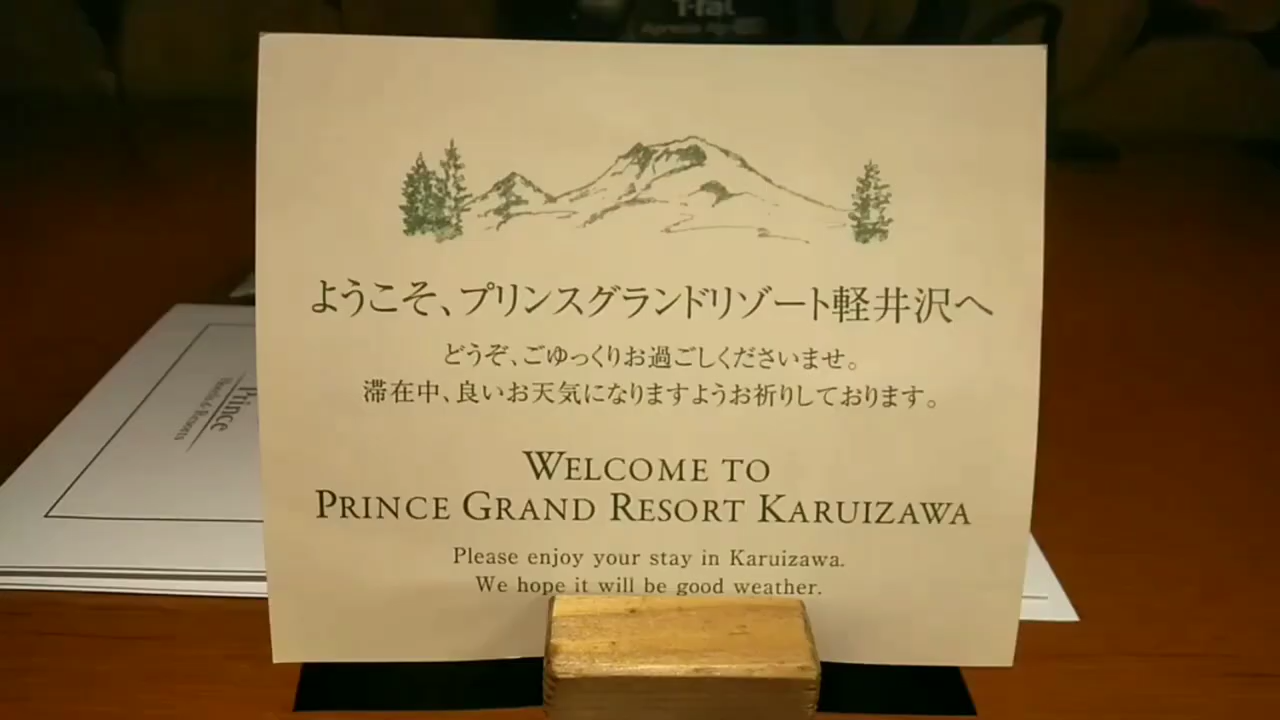 T-fal
ようこそ、プリンスグランドリゾート軽井沢へ
どうぞ、ごゆっくりお過ごしくださいませ。
滞在中、良いお天気になりますようお祈りしております。
WELCOME TO
PRINCE GRAND RESORT KARUIZAWA
Please enjoy your stay in Karuizawa.
We hope it will be good weather.
Prince
Hotels & Resorts